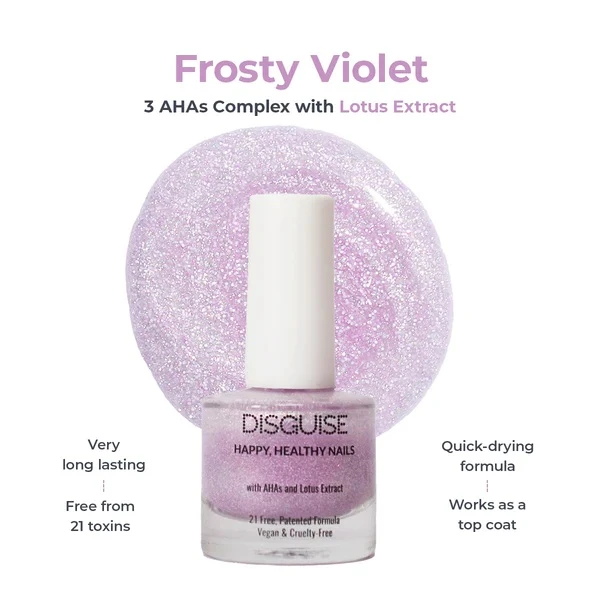 Frosty Violet
3 AHAs Complex with Lotus Extract
DISGUISE
HAPPY, HEALTHY NAILS
with AHAs and Lotus Extract
21 Free, Patented Formula
Vegan & Cruelty-Free
Very
long lasting
Free from
21 toxins
Quick-drying
formula
Works as a
top coat